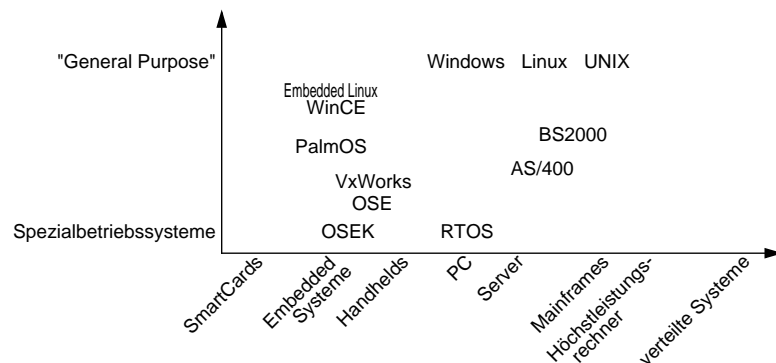 "General Purpose"
Windows Linux UNIX
Embedded Linux
WinCE
BS2000
PalmOS
AS/400
VxWorks
OSE
Spezialbetriebssysteme
OSEK
RTOS
SmartCards
Embedded
Systeme
Handhelds
PC
Server
Mainframes
Höchstleistungs-
rechner
verteilte Systeme